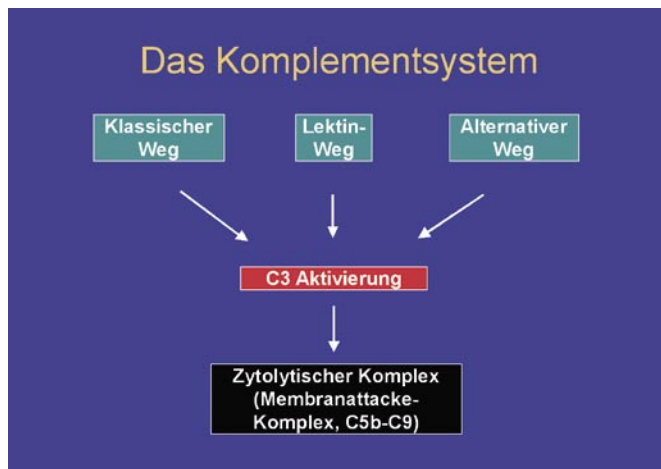 Das Komplementsystem
Klassischer
Weg
Lektin-
Weg
Alternativer
Weg
C3 Aktivierung
Zytolytischer Komplex
(Membranattacke-
Komplex, C5b-C9)